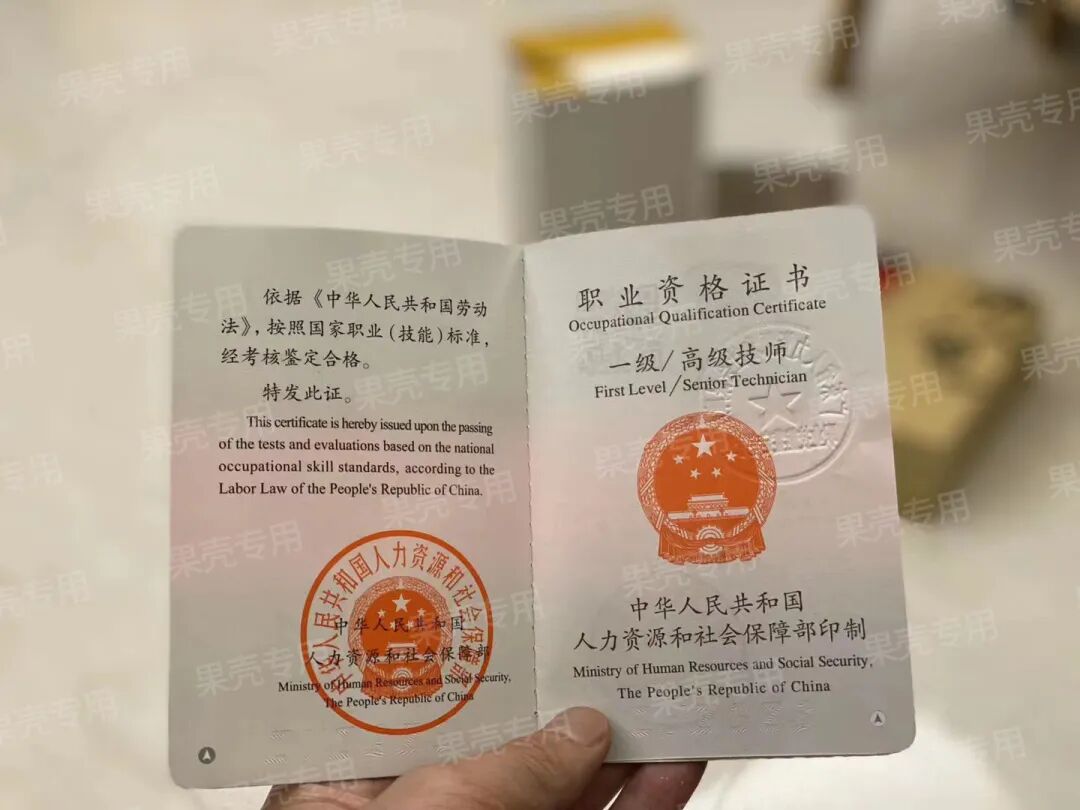 依据《中华人民共和国劳动
法》，按照国家职业（技能）标准，
经考核鉴定合格。
特发此证。
This certificate is hereby issued upon the passing
of the tests and evaluations based on the national
occupational skill standards, according to the
Labor Law of the People's Republic of China.
中华人民共和国人力资源和社会保障部
中华人民共和国
人力资源和社会保障部
Ministry of Human Resources and Social Security,
The People's Republic of China
职业资格证书
Occupational Qualification Certificate
一级/高级技师
First Level/Senior Technician
中华人民共和国
人力资源和社会保障部印制
Ministry of Human Resources and Social Security,
The People's Republic of China
果壳专用